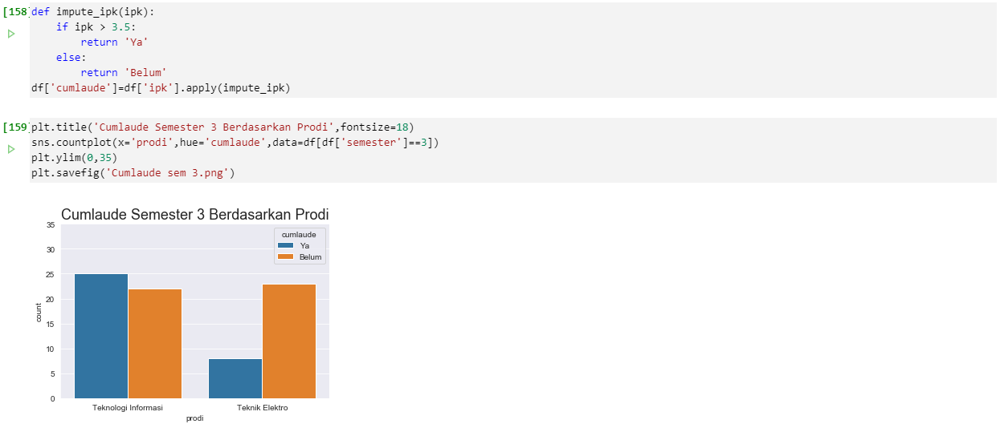 [158] def impute_ipk(ipk):
    if ipk > 3.5:
        return 'Ya'
    else:
        return 'Belum'
df['cumlaude']=df['ipk'].apply(impute_ipk)
[159] plt.title('Cumlaude Semester 3 Berdasarkan Prodi',fontsize=18)
sns.countplot(x='prodi',hue='cumlaude',data=df[df['semester']==3])
plt.ylim(0,35)
plt.savefig('Cumlaude sem 3.png')
Cumlaude Semester 3 Berdasarkan Prodi
cumlaude
Ya
Belum
35
30
25
20
15
10
5
0
count
Teknologi Informasi Teknik Elektro
prodi